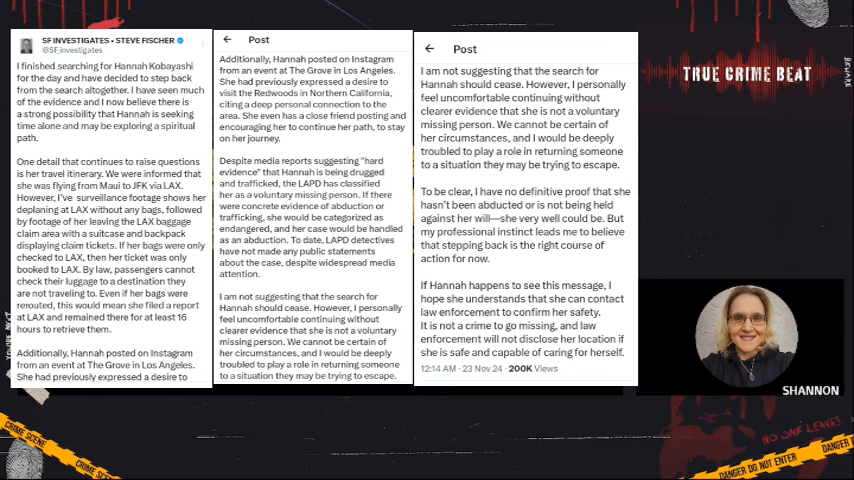 SF INVESTIGATES • STEVE FISCHER
@SF_investigates
I finished searching for Hannah Kobayashi
for the day and have decided to step back
from the search altogether. I have seen much
of the evidence and I now believe there is
a strong possibility that Hannah is seeking
time alone and may be exploring a spiritual
path.
One detail that continues to raise questions
is her travel itinerary. We were informed that
she was flying from Maui to JFK via LAX.
However, I've surveillance footage shows her
deplaning at LAX without any bags, followed
by footage of her leaving the LAX baggage
claim area with a suitcase and backpack
displaying claim tickets. If her bags were only
checked to LAX, then her ticket was only
booked to LAX. By law, passengers cannot
check their luggage to a destination they
are not traveling to. Even if her bags were
rerouted, this would mean she filed a report
at LAX and remained there for at least 16
hours to retrieve them.
Additionally, Hannah posted on Instagram
from an event at The Grove in Los Angeles.
She had previously expressed a desire to
Post
Additionally, Hannah posted on Instagram
from an event at The Grove in Los Angeles.
She had previously expressed a desire to
visit the Redwoods in Northern California,
citing a deep personal connection to the
area. She even has a close friend posting and
encouraging her to continue her path, to stay
on her journey.
Despite media reports suggesting "hard
evidence" that Hannah is being drugged
and trafficked, the LAPD has classified
her as a voluntary missing person. If there
were concrete evidence of abduction or
trafficking, she would be categorized as
endangered, and her case would be handled
as an abduction. To date, LAPD detectives
have not made any public statements
about the case, despite widespread media
attention.
I am not suggesting that the search for
Hannah should cease. However, I personally
feel uncomfortable continuing without
clearer evidence that she is not a voluntary
missing person. We cannot be certain of
her circumstances, and I would be deeply
troubled to play a role in returning someone
to a situation they may be trying to escape.
Post
I am not suggesting that the search for
Hannah should cease. However, I personally
feel uncomfortable continuing without
clearer evidence that she is not a voluntary
missing person. We cannot be certain of
her circumstances, and I would be deeply
troubled to play a role in returning someone
to a situation they may be trying to escape.
To be clear, I have no definitive proof that she
hasn't been abducted or is not being held
against her will—she very well could be. But
my professional instinct leads me to believe
that stepping back is the right course of
action for now.
If Hannah happens to see this message, I
hope she understands that she can contact
law enforcement to confirm her safety.
It is not a crime to go missing, and law
enforcement will not disclose her location if
she is safe and capable of caring for herself.
12:14 AM · 23 Nov 24 · 200K Views
TRUE CRIME BEAT
BEWARE
SHANNON
YOU'RE NEXT
NO ONE LEAVES
CRIME SCENE
CRIME SCENE
DANGER DO NOT ENTER
DANGER D